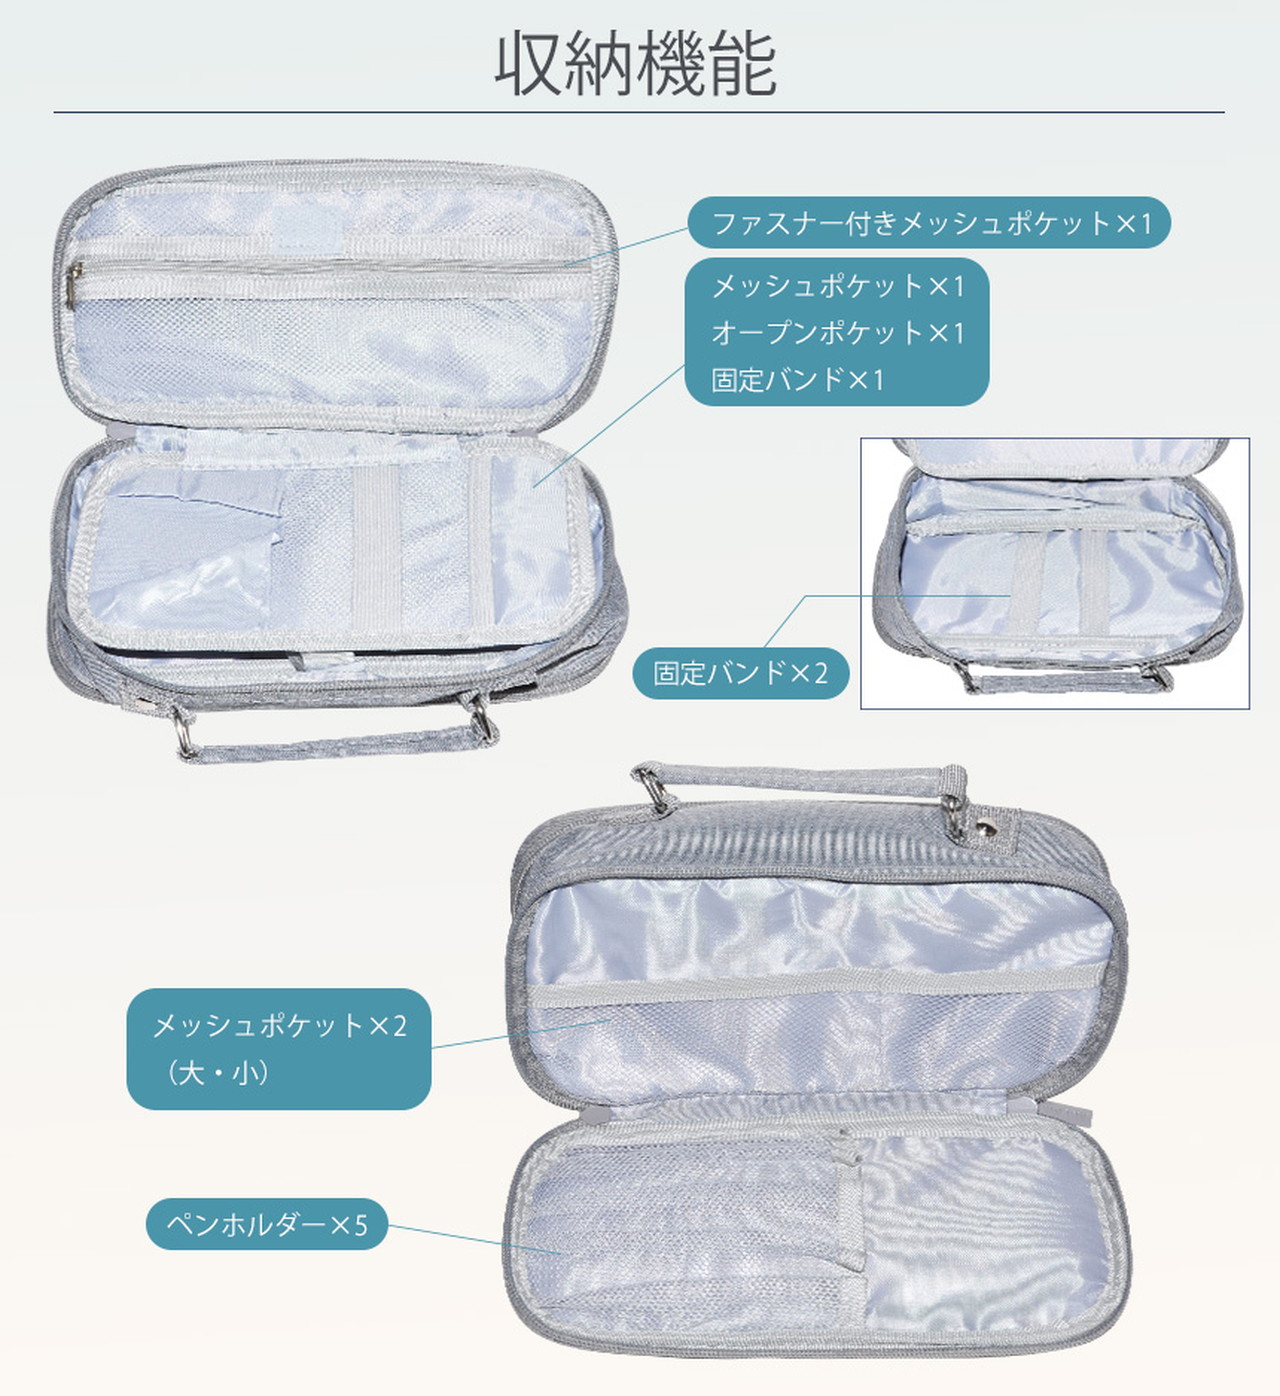 収納機能
ファスナー付きメッシュポケット×1
メッシュポケット×1
オープンポケット×1
固定バンド×1
固定バンド×2
メッシュポケット×2
（大・小）
ペンホルダー×5